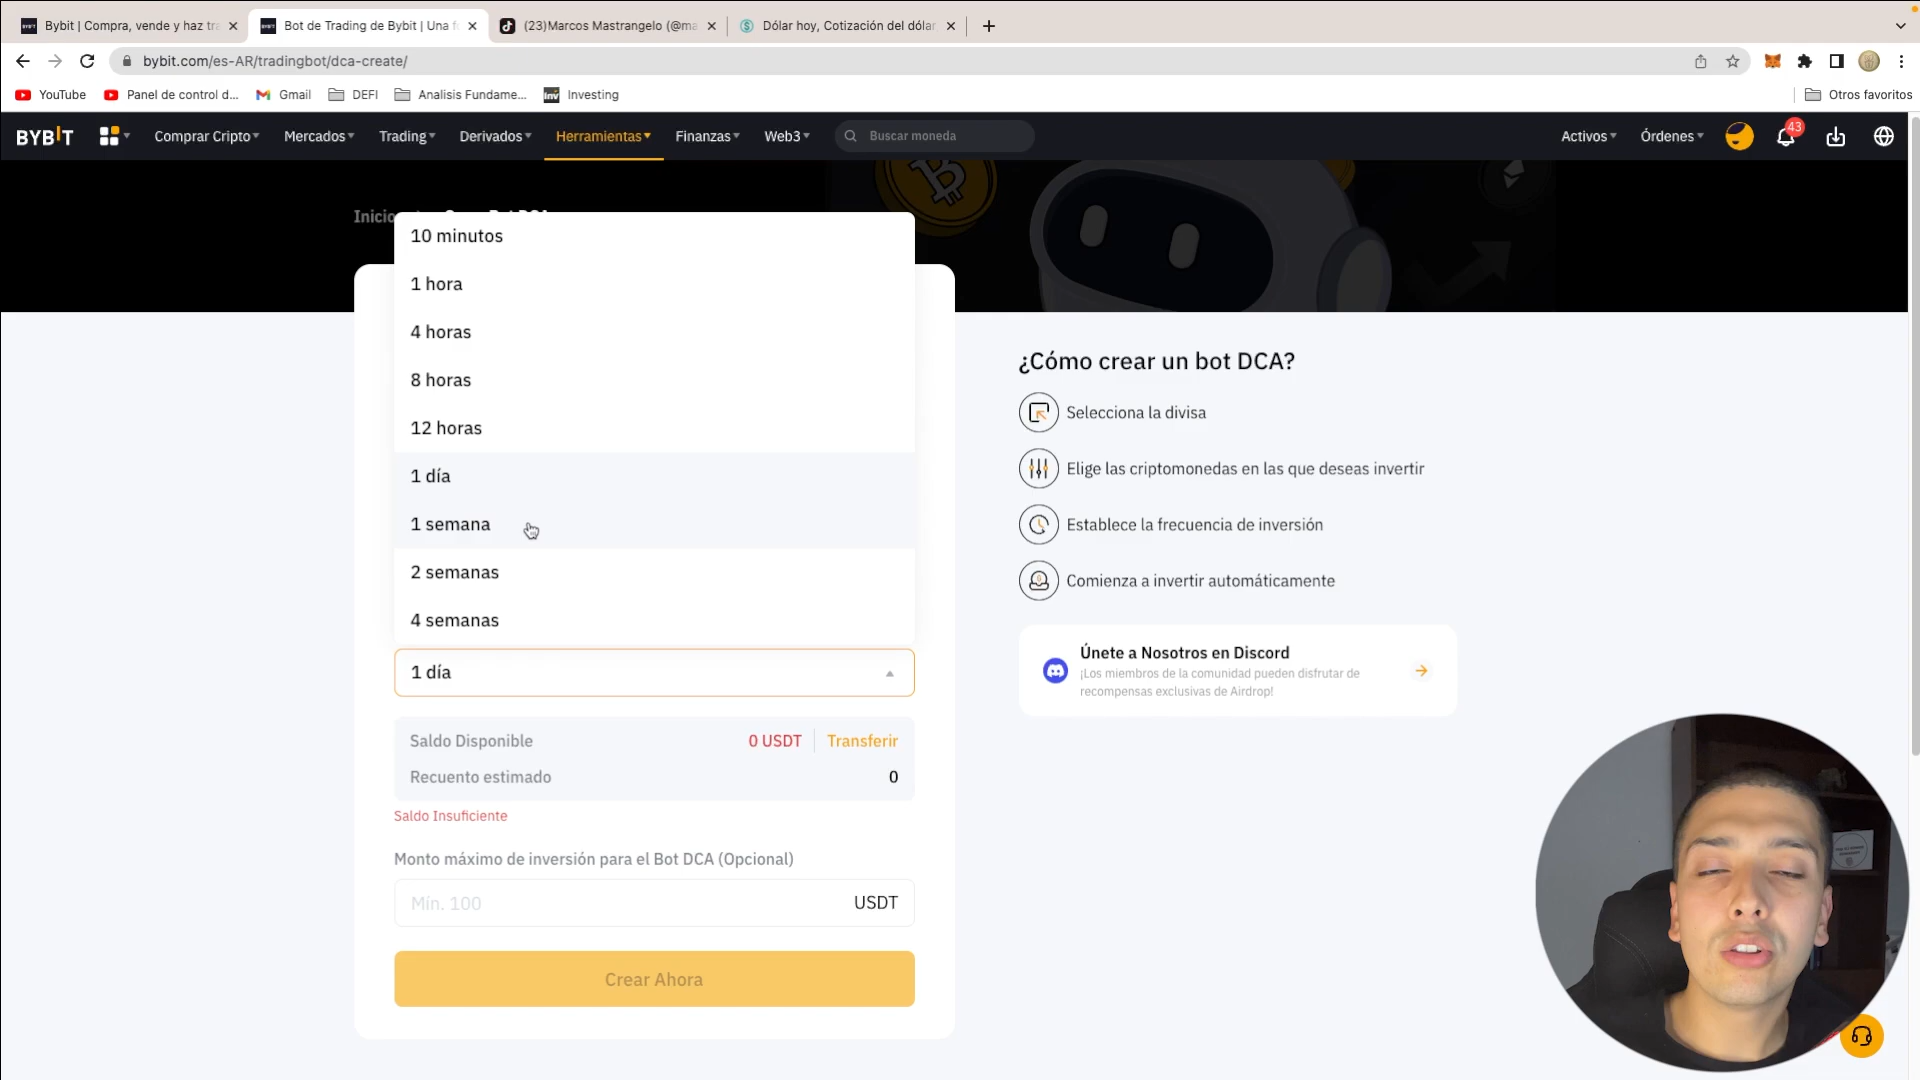 Bybit | Compra, vende y haz tra
Bot de Trading de Bybit | Una fo
(23)Marcos Mastrangelo (@ma
Dólar hoy, Cotización del dólar
bybit.com/es-AR/tradingbot/dca-create/
YouTube
Panel de control d...
Gmail
DEFI
Analisis Fundame...
Investing
Otros favoritos
BYBIT
Comprar Cripto
Mercados
Trading
Derivados
Herramientas
Finanzas
Web3
Buscar moneda
Activos
Órdenes
43
Inicio
10 minutos
1 hora
4 horas
8 horas
12 horas
1 día
1 semana
2 semanas
4 semanas
1 día
Saldo Disponible
0 USDT
Transferir
Recuento estimado
0
Saldo Insuficiente
Monto máximo de inversión para el Bot DCA (Opcional)
Mín. 100
USDT
Crear Ahora
¿Cómo crear un bot DCA?
Selecciona la divisa
Elige las criptomonedas en las que deseas invertir
Establece la frecuencia de inversión
Comienza a invertir automáticamente
Únete a Nosotros en Discord
¡Los miembros de la comunidad pueden disfrutar de
recompensas exclusivas de Airdrop!